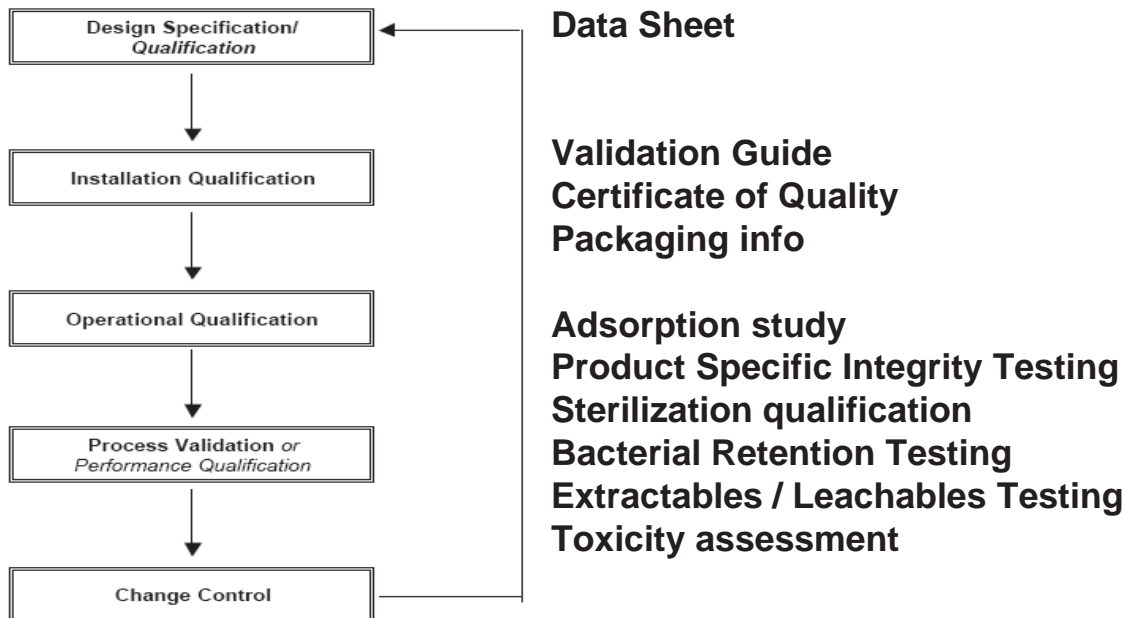 Design Specification/
Qualification
Installation Qualification
Operational Qualification
Process Validation or
Performance Qualification
Change Control
Data Sheet
Validation Guide
Certificate of Quality
Packaging info
Adsorption study
Product Specific Integrity Testing
Sterilization qualification
Bacterial Retention Testing
Extractables / Leachables Testing
Toxicity assessment